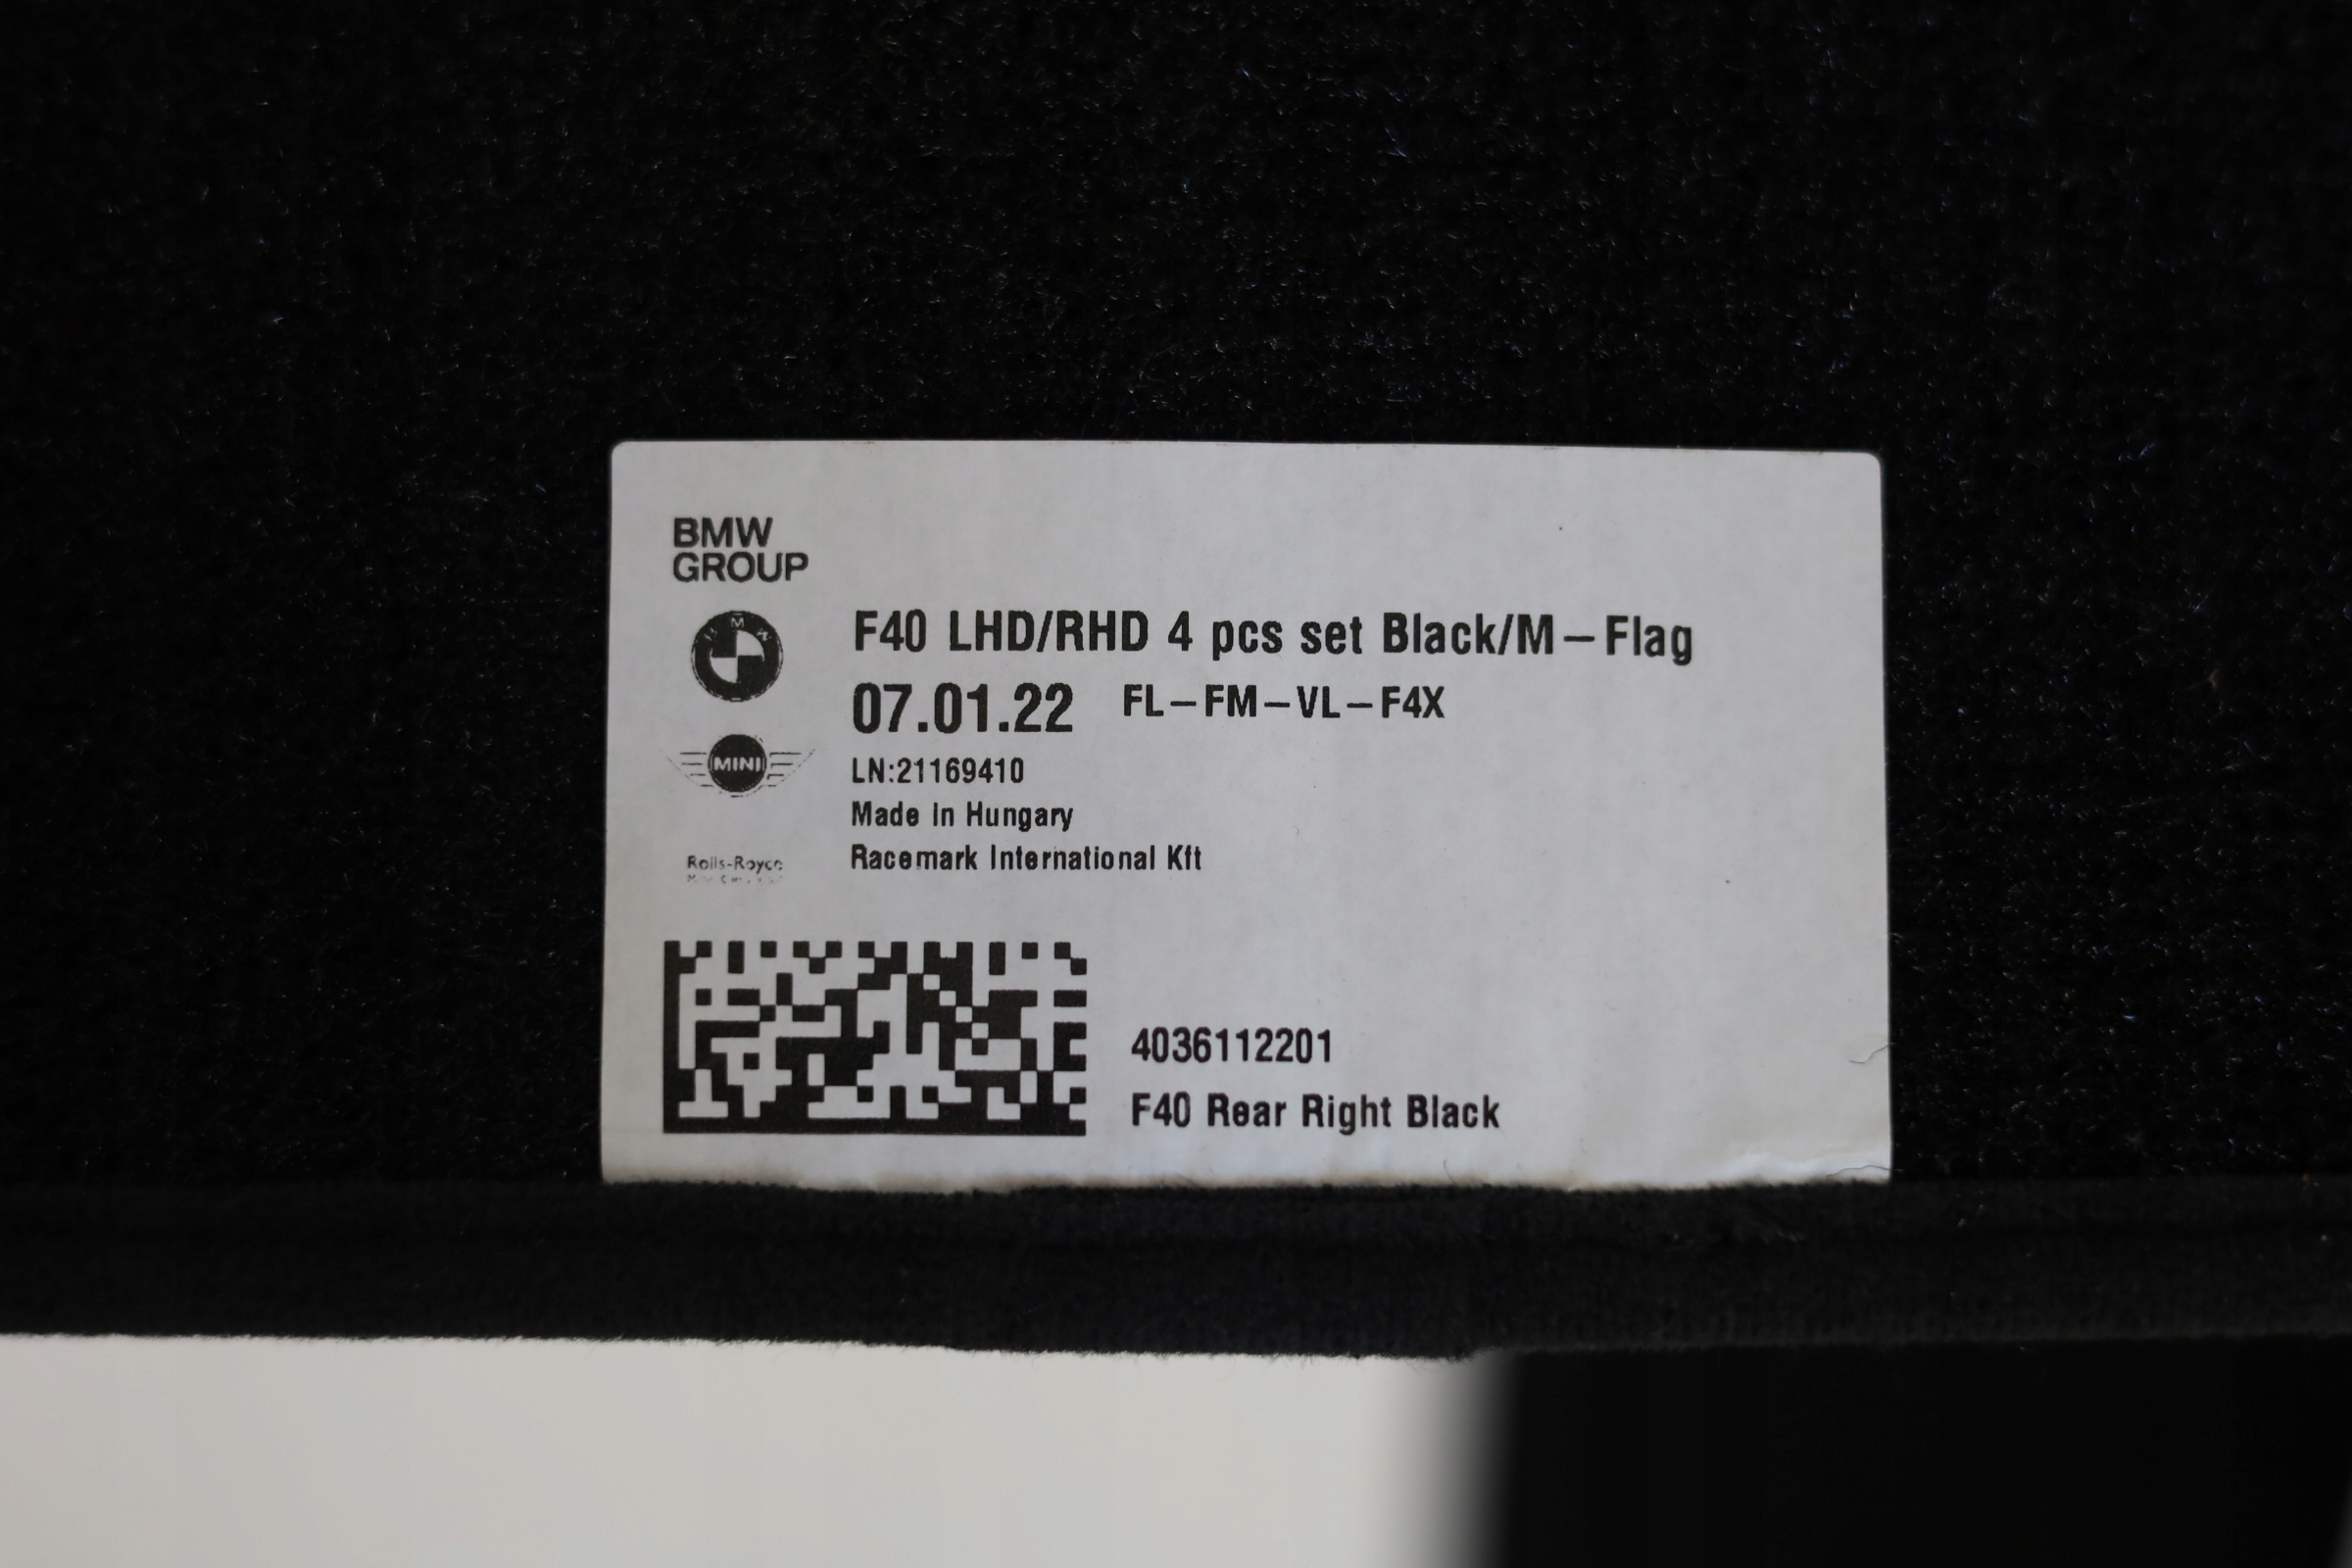 BMW
GROUP
BMW
F40 LHD/RHD 4 pcs set Black/M-Flag
07.01.22 FL-FM-VL-F4X
MINI
LN:21169410
Made in Hungary
Rolls-Royce
Racemark International Kft
4036112201
F40 Rear Right Black